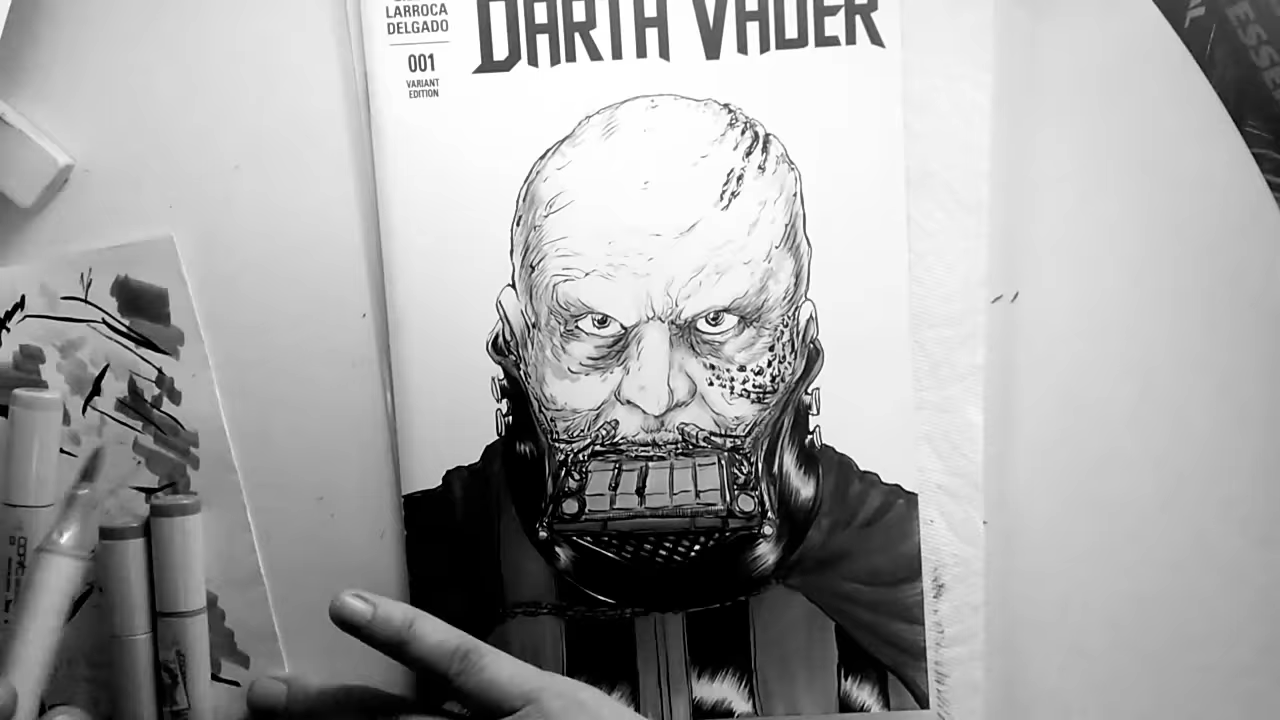 LARROCA
DELGADO
001
VARIANT
EDITION
DARTH VADER